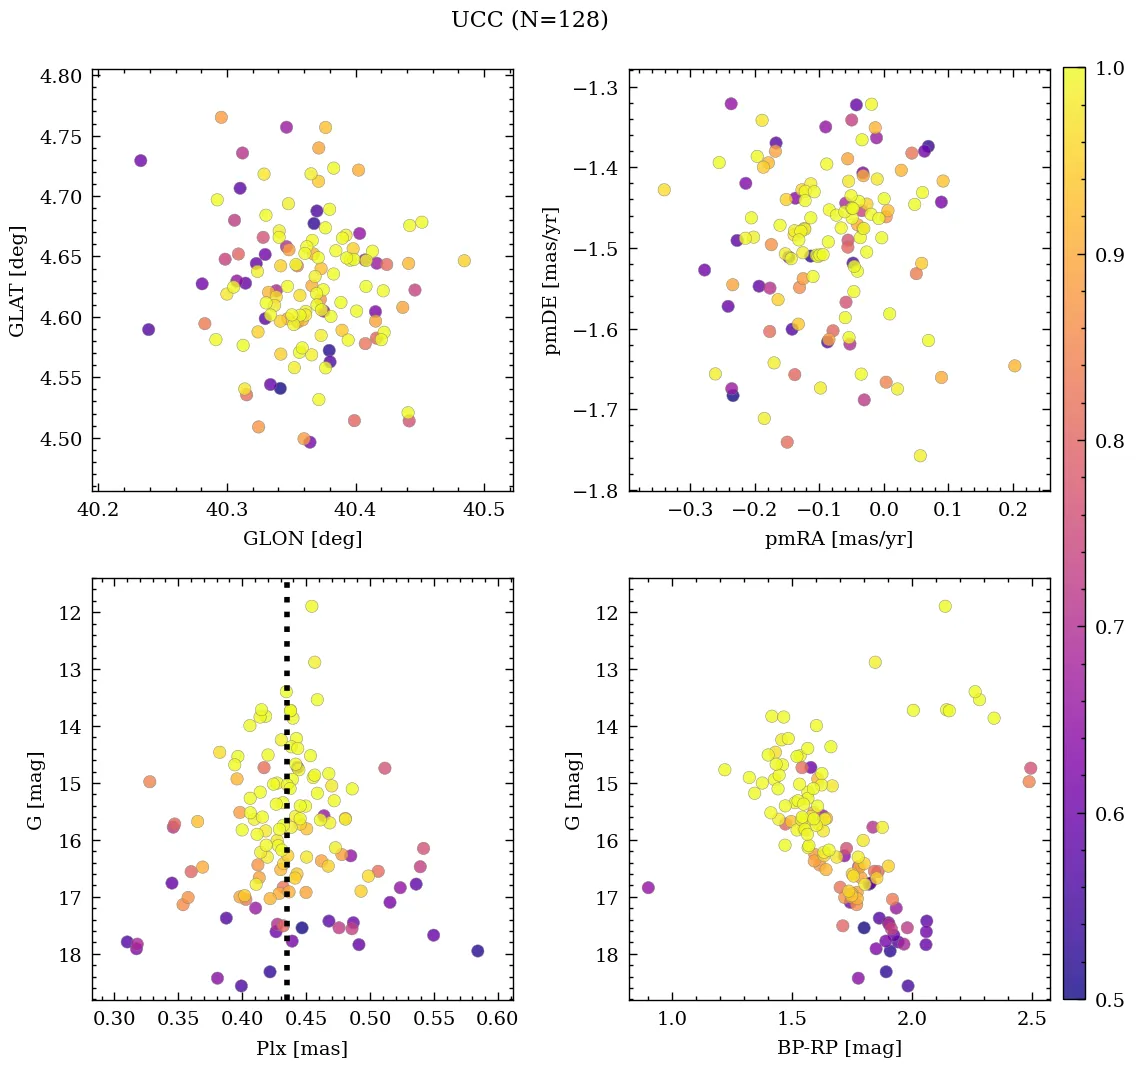 UCC (N=128)
4.80
4.75
4.70
4.65
4.60
4.55
4.50
GLAT [deg]
40.2 40.3 40.4 40.5
GLON [deg]
−1.3
−1.4
−1.5
−1.6
−1.7
−1.8
pmDE [mas/yr]
−0.3 −0.2 −0.1 0.0 0.1 0.2
pmRA [mas/yr]
12
13
14
15
16
17
18
G [mag]
0.30 0.35 0.40 0.45 0.50 0.55 0.60
Plx [mas]
12
13
14
15
16
17
18
G [mag]
1.0 1.5 2.0 2.5
BP-RP [mag]
1.0
0.9
0.8
0.7
0.6
0.5